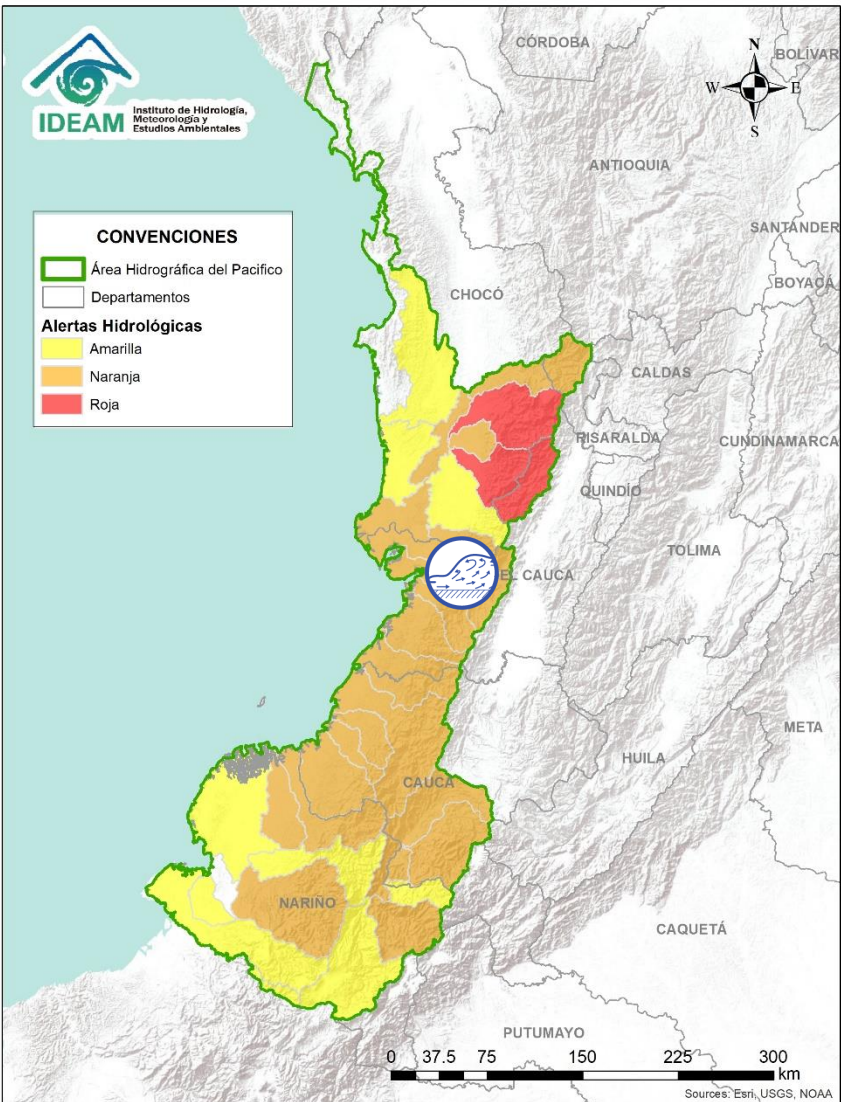 CÓRDOBA
BOLÍVAR
N
W
E
S
IDEAM
Instituto de Hidrología,
Meteorología y
Estudios Ambientales
ANTIOQUIA
SANTANDER
CONVENCIONES
Área Hidrográfica del Pacifico
Departamentos
Alertas Hidrológicas
Amarilla
Naranja
Roja
BOYACÁ
CHOCÓ
CALDAS
RISARALDA
CUNDINAMARCA
QUINDÍO
TOLIMA
EL CAUCA
META
HUILA
CAUCA
NARIÑO
CAQUETÁ
PUTUMAYO
0 37.5 75 150 225 300
km
Sources: Esri, USGS, NOAA